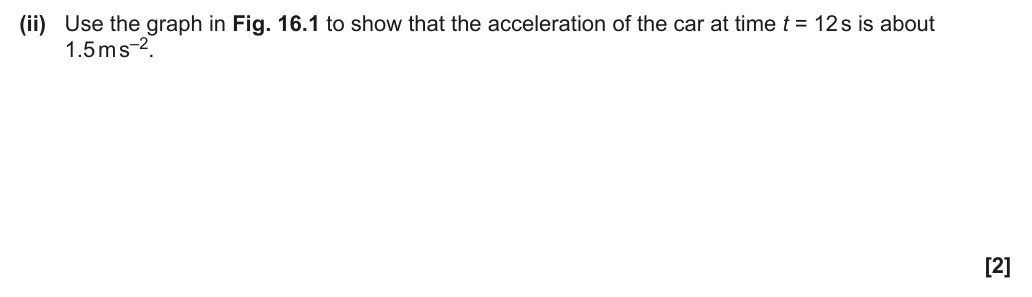 (ii) Use the graph in Fig. 16.1 to show that the acceleration of the car at time t = 12 s is about
1.5 m s⁻².
[2]